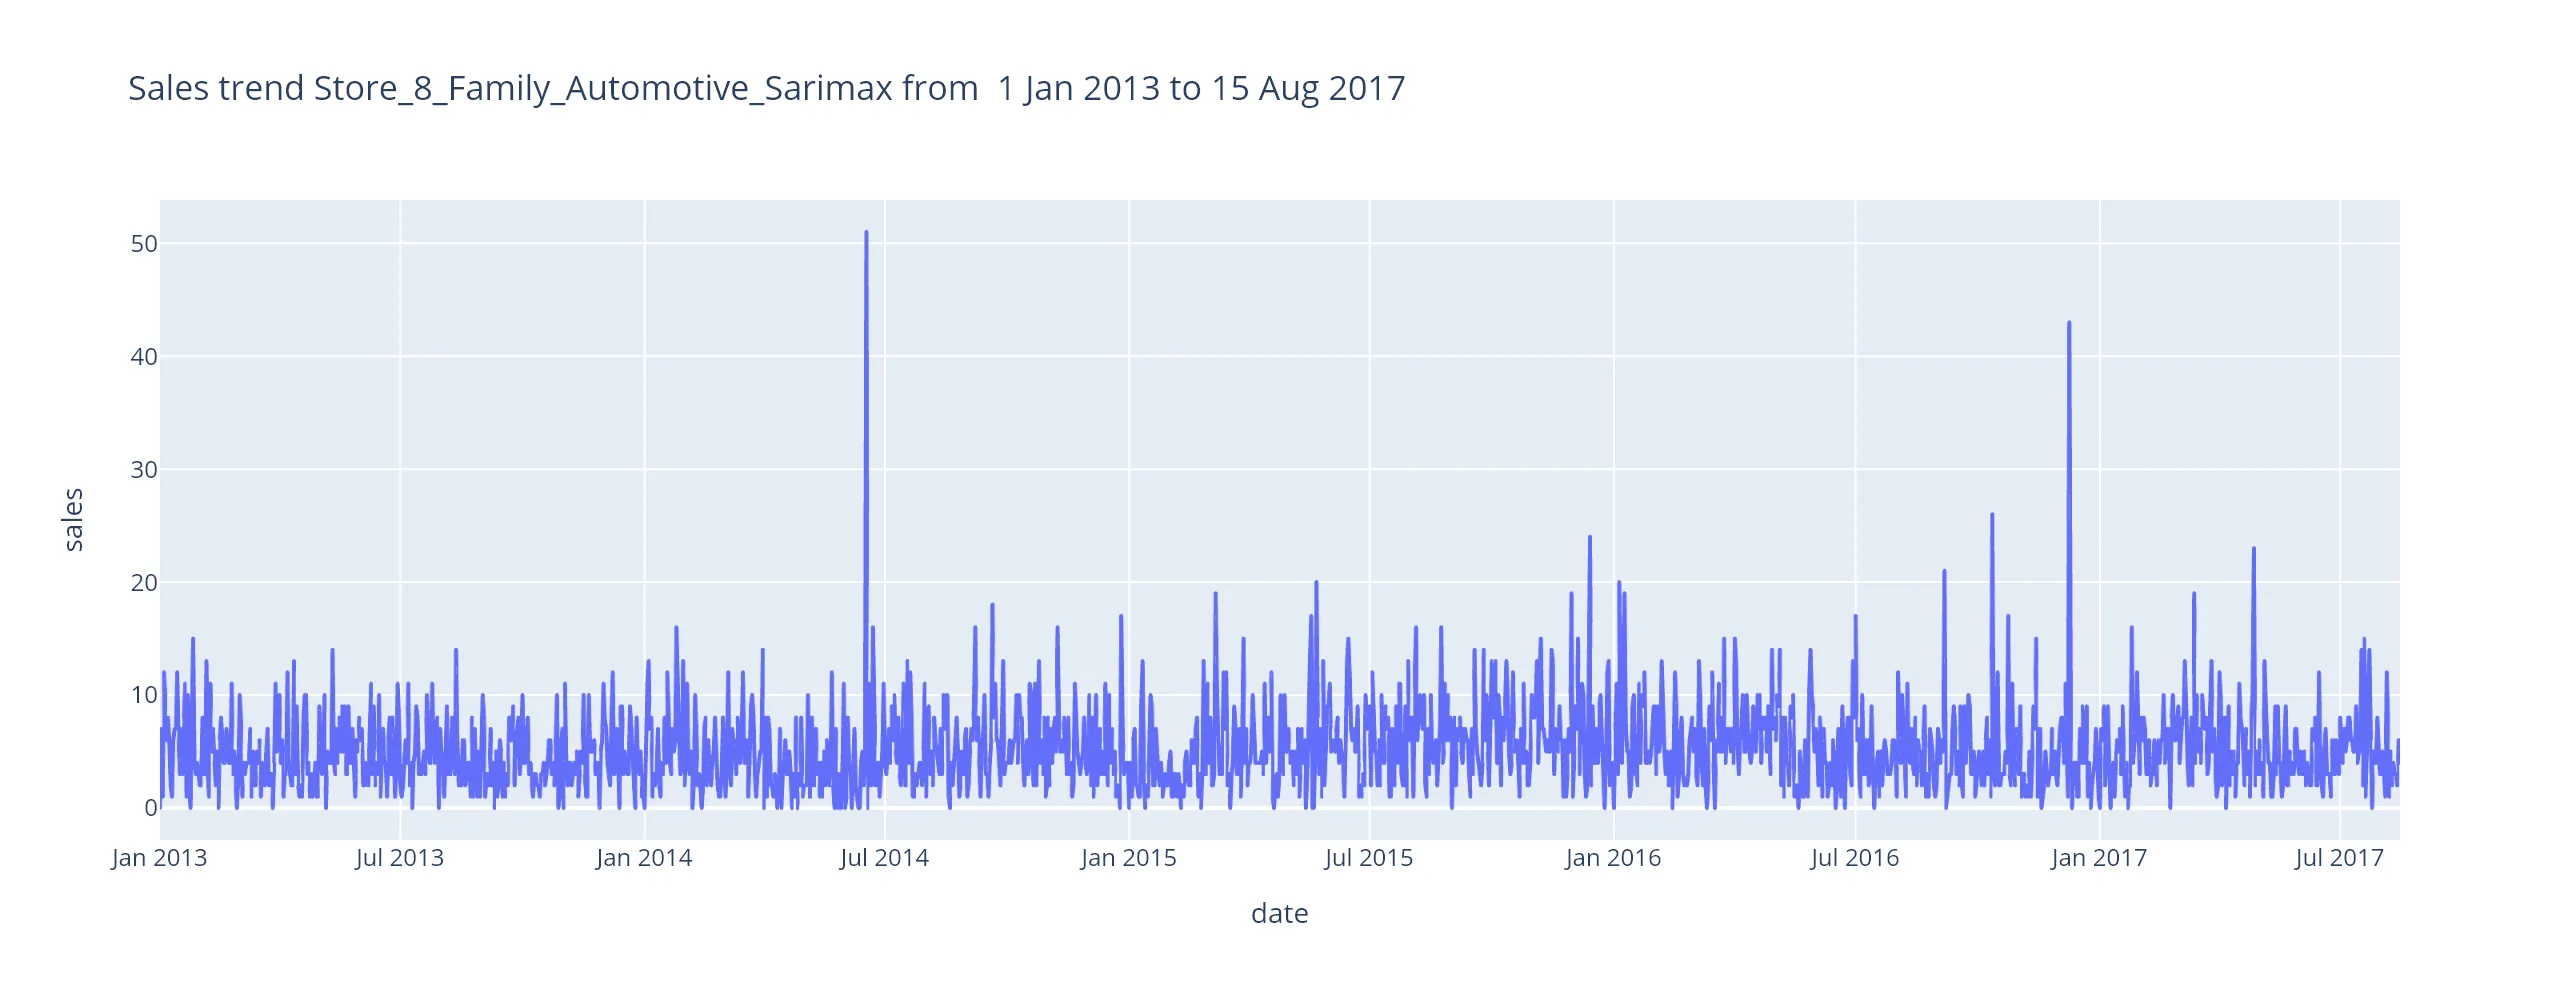 Sales trend Store_8_Family_Automotive_Sarimax from  1 Jan 2013 to 15 Aug 2017
50
40
30
20
10
0
sales
Jan 2013
Jul 2013
Jan 2014
Jul 2014
Jan 2015
Jul 2015
Jan 2016
Jul 2016
Jan 2017
Jul 2017
date